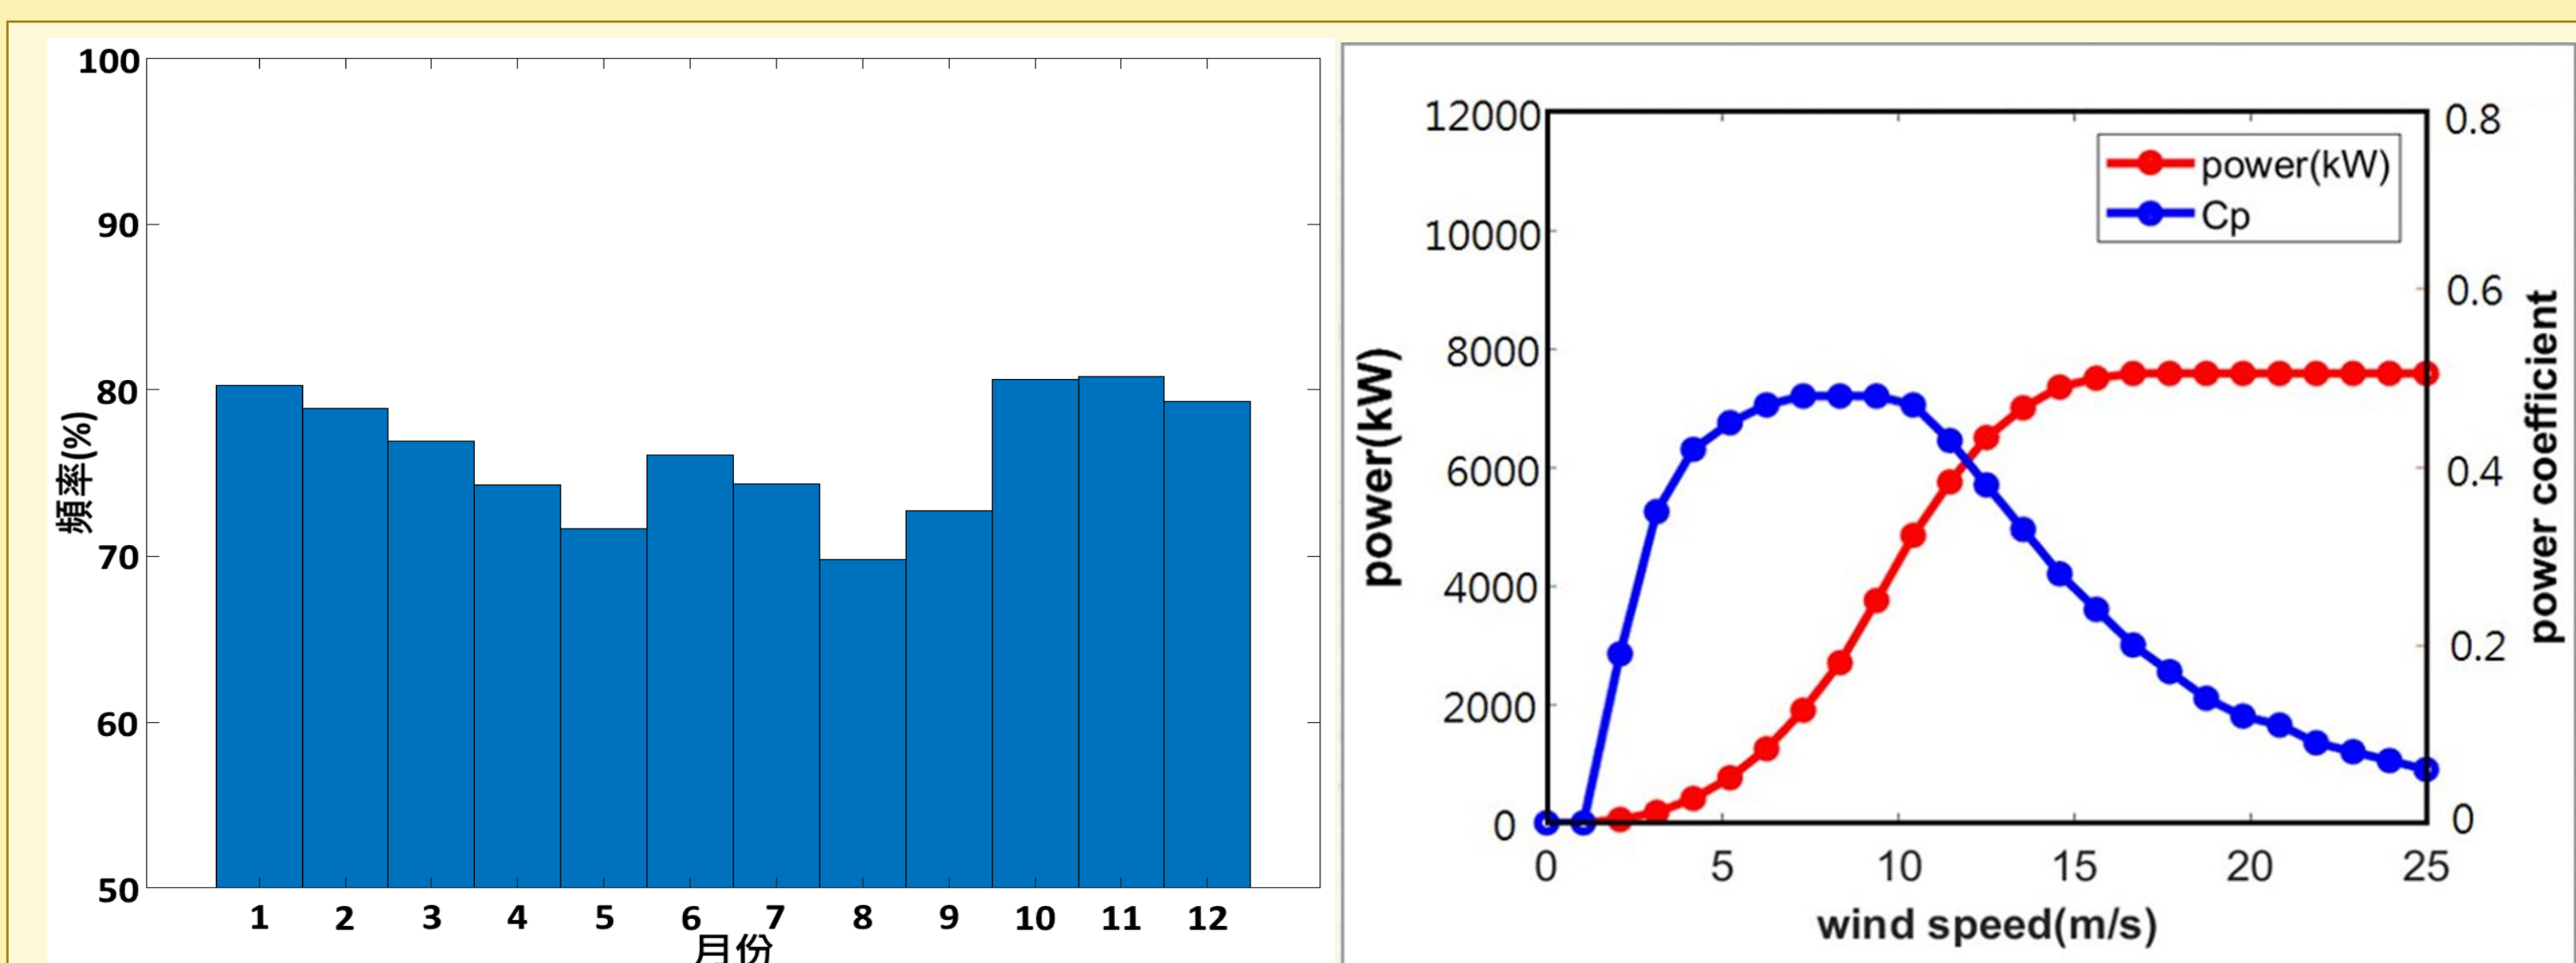 100
90
80
70
60
50
頻率(%)
1 2 3 4 5 6 7 8 9 10 11 12
月份
12000
10000
8000
6000
4000
2000
0
power(kW)
power(kW)
Cp
0.8
0.6
0.4
0.2
0
power coefficient
0 5 10 15 20 25
wind speed(m/s)